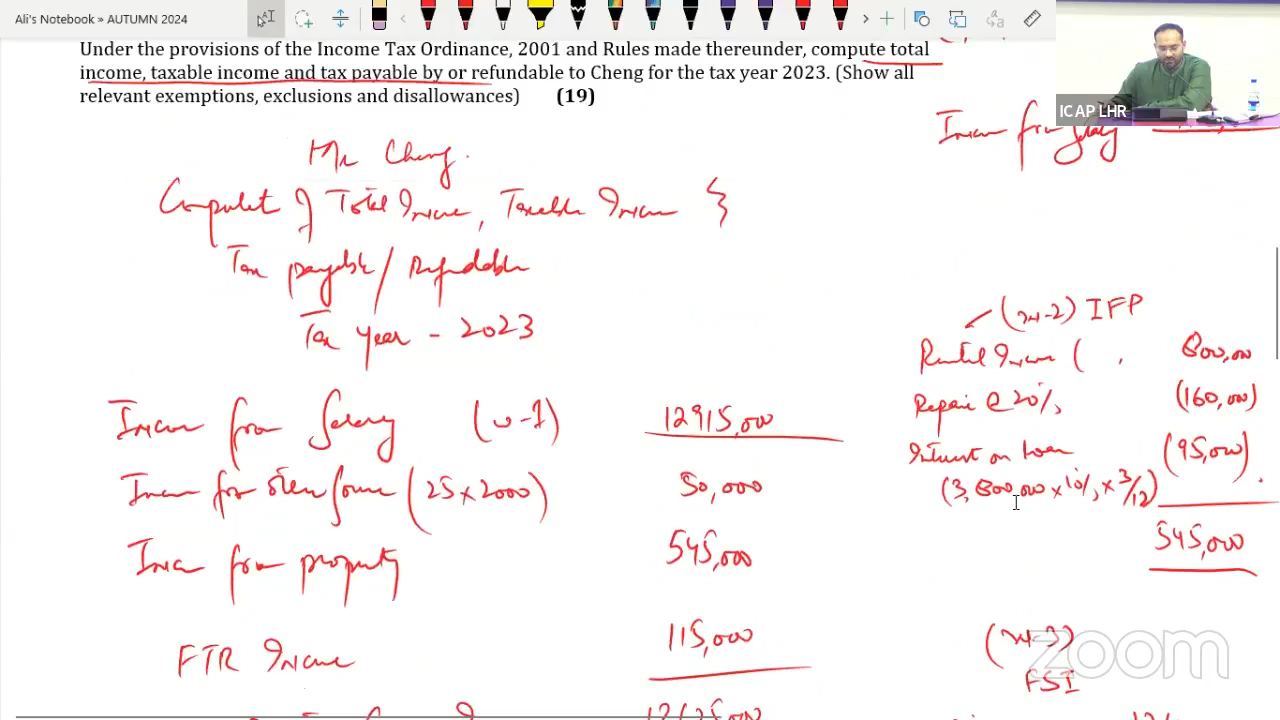 Ali's Notebook » AUTUMN 2024
Under the provisions of the Income Tax Ordinance, 2001 and Rules made thereunder, compute total
income, taxable income and tax payable by or refundable to Cheng for the tax year 2023. (Show all
relevant exemptions, exclusions and disallowances) (19)
ICAP LHR
Income from Salary
Mr Cheng.
Computat of Total Income, Taxable Income }
Tax payable / Refundable
Tax year - 2023
Income from Salary (w-1) 12915,000
Income from other source (25 x 2000) 50,000
Income from property 545,000
FTR Income 115,000
(w-2) IFP
Rental Income ( 800,000
Repair @ 20% (160,000)
Interest on loan (95,000)
(3,800,000 x 10% x 3/12)
545,000
(w-3)
FSI
zoom